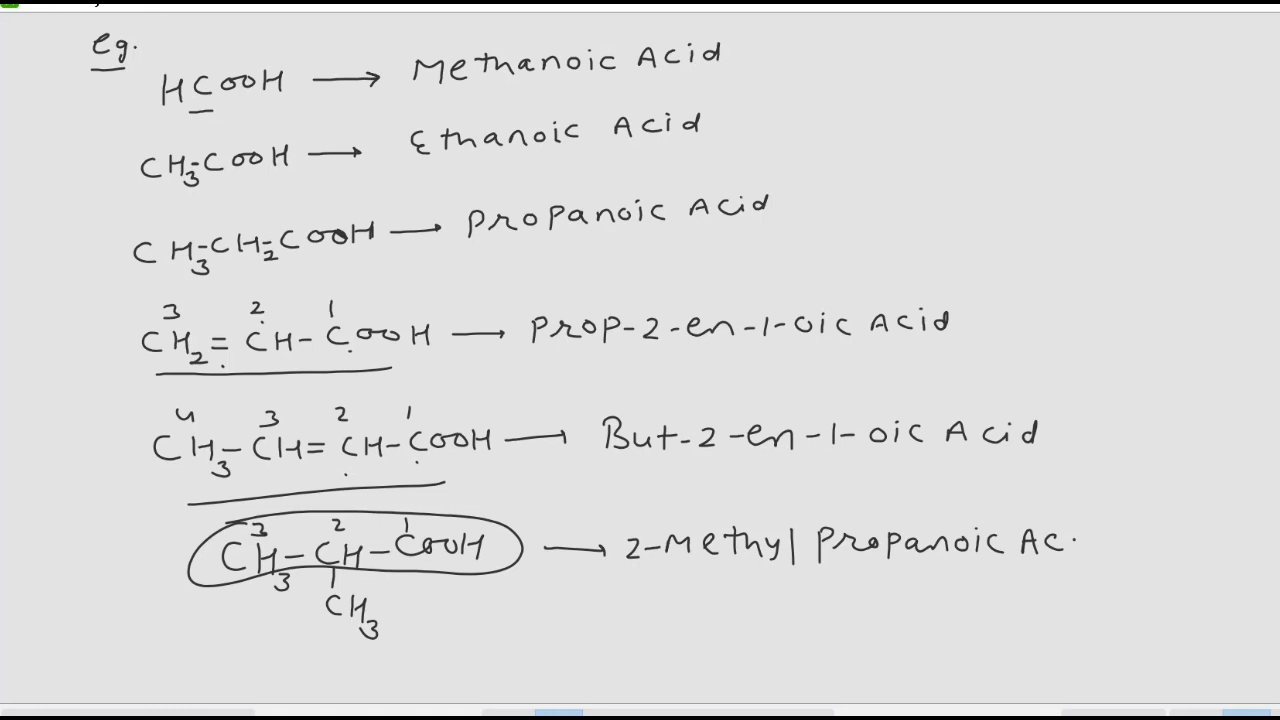 eg.
HCOOH → Methanoic Acid
CH₃-COOH → Ethanoic Acid
CH₃-CH₂-COOH → Propanoic Acid
3 2 1
CH₂=CH-COOH → Prop-2-en-1-oic Acid
4 3 2 1
CH₃-CH=CH-COOH → But-2-en-1-oic Acid
3 2 1
CH₃-CH-COOH → 2-Methyl Propanoic Ac.
CH₃